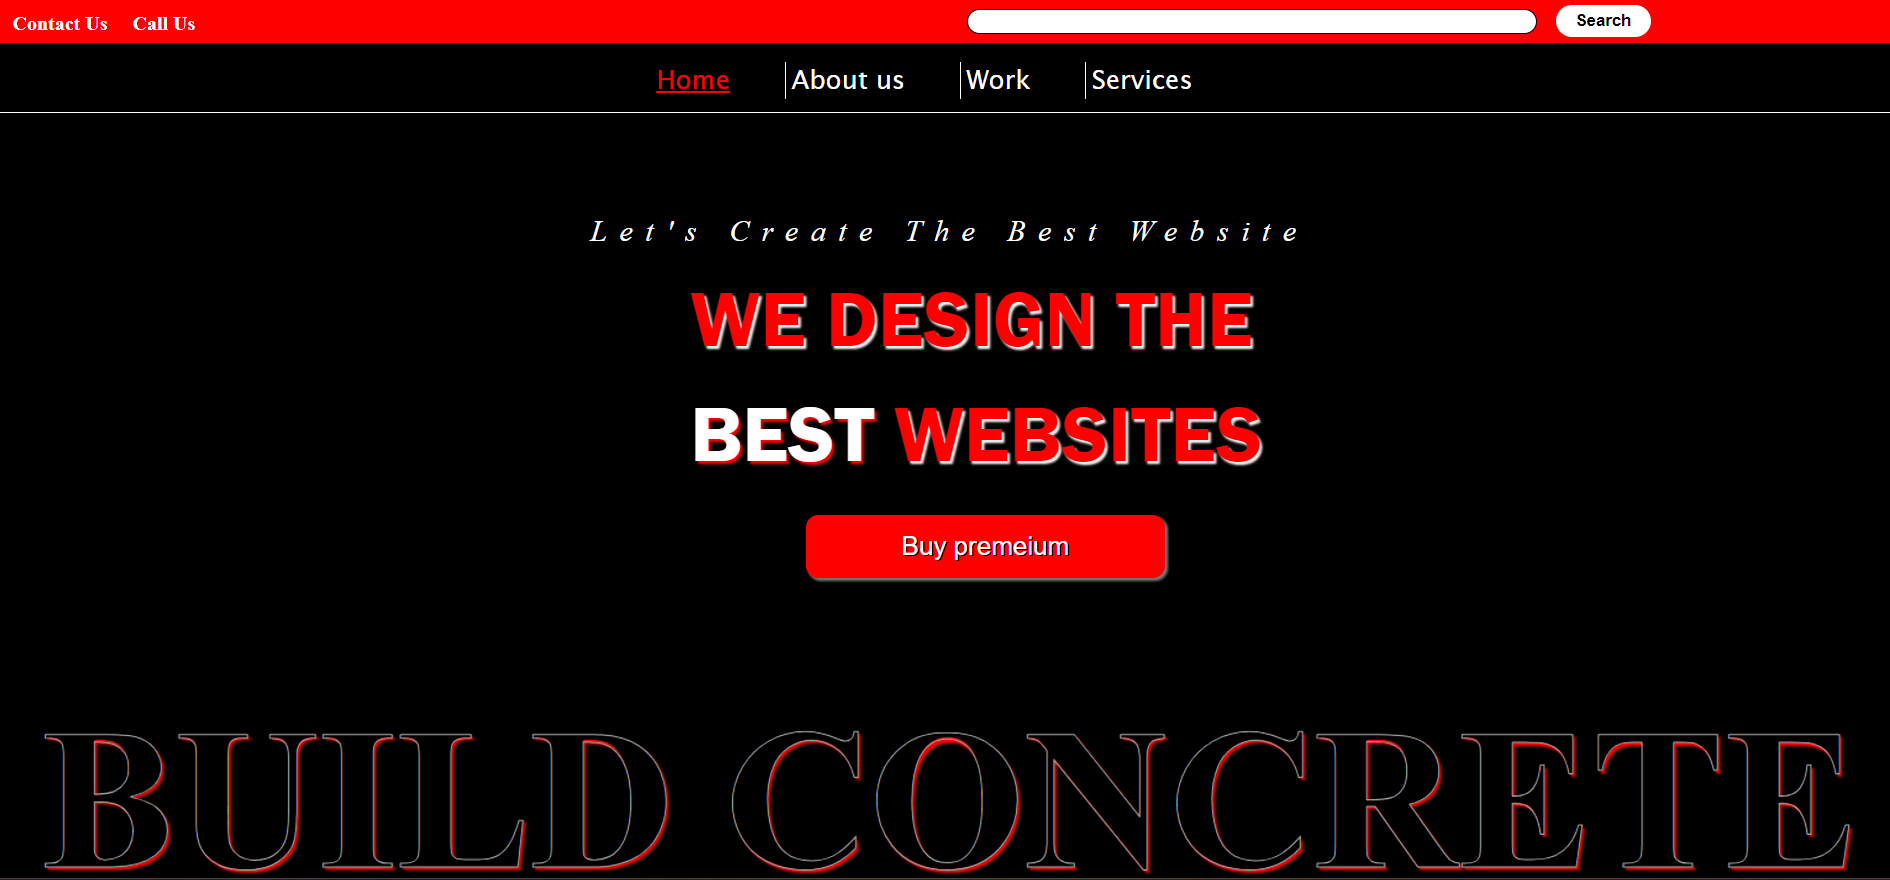 Contact Us Call Us Search
Home About us Work Services
Let's Create The Best Website
WE DESIGN THE
BEST WEBSITES
Buy premeium
BUILD CONCRETE